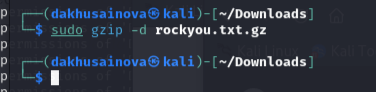 p
p ┌──(dakhusainova㉿kali)-[~/Downloads]
p └─$ sudo gzip -d rockyou.txt.gz
p
p ┌──(dakhusainova㉿kali)-[~/Downloads]
p └─$